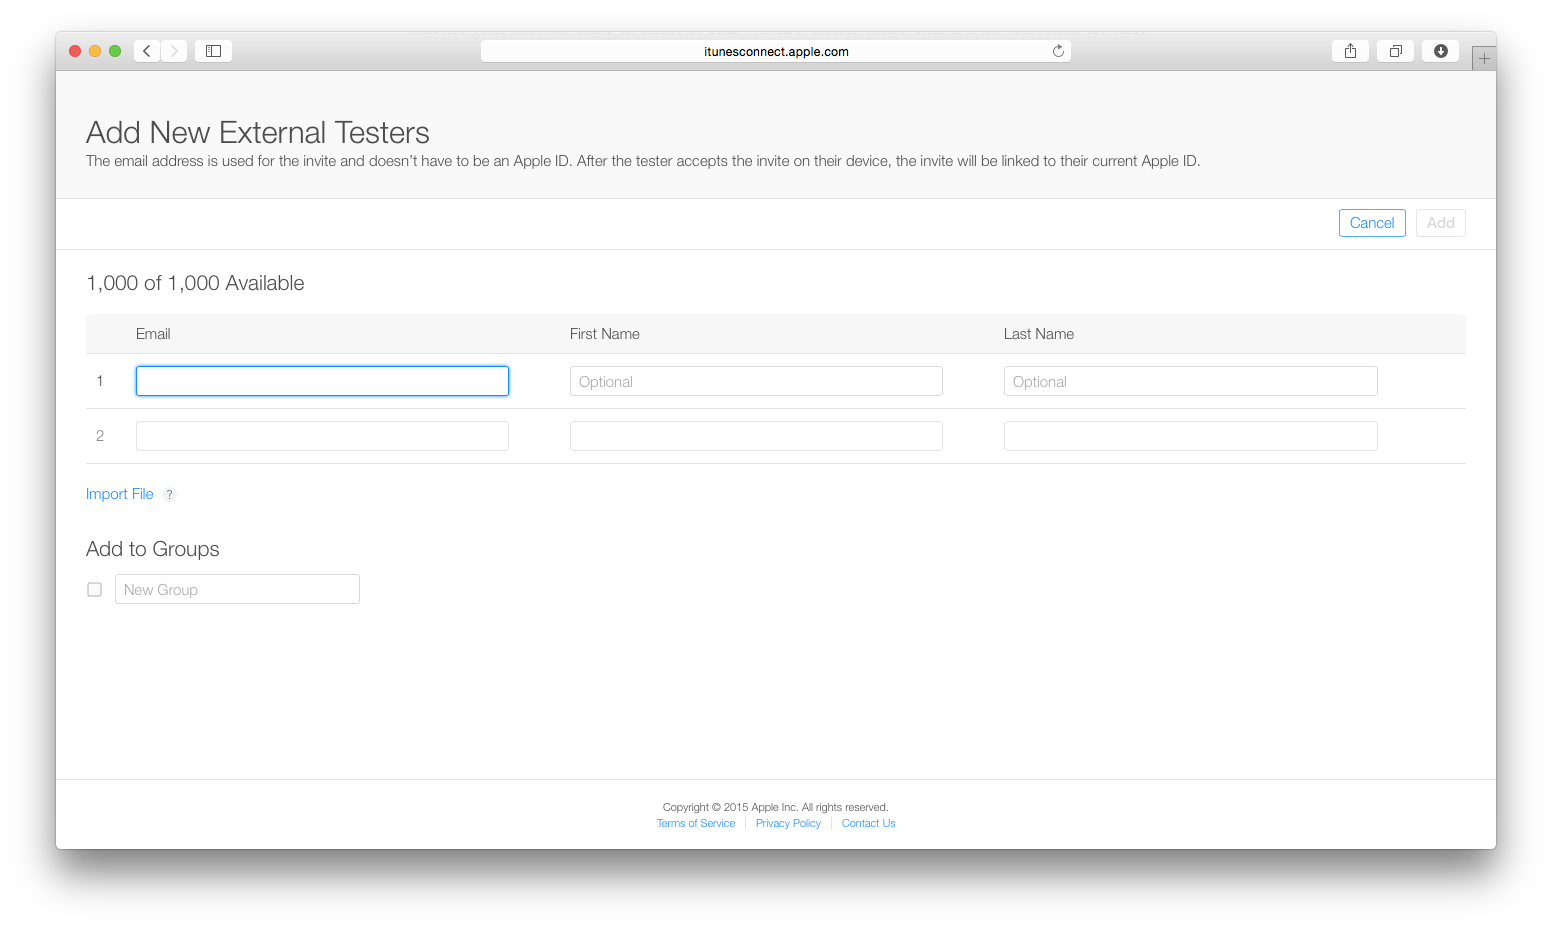 itunesconnect.apple.com
Add New External Testers
The email address is used for the invite and doesn’t have to be an Apple ID. After the tester accepts the invite on their device, the invite will be linked to their current Apple ID.
Cancel Add
1,000 of 1,000 Available
Email First Name Last Name
1 Optional Optional
2
Import File ?
Add to Groups
New Group
Copyright © 2015 Apple Inc. All rights reserved.
Terms of Service Privacy Policy Contact Us